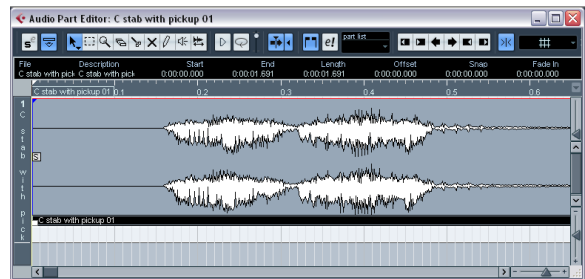 Audio Part Editor: C stab with pickup 01
part list
File Description Start End Length Offset Snap Fade In
C stab with pick C stab with pick 0:00:00.000 0:00:01.691 0:00:01.691 0:00:00.000 0:00:00.000 0:00:00.000
C stab with pickup 01 0.1 0.2 0.3 0.4 0.5 0.6
1
C stab with pick
S
C stab with pickup 01